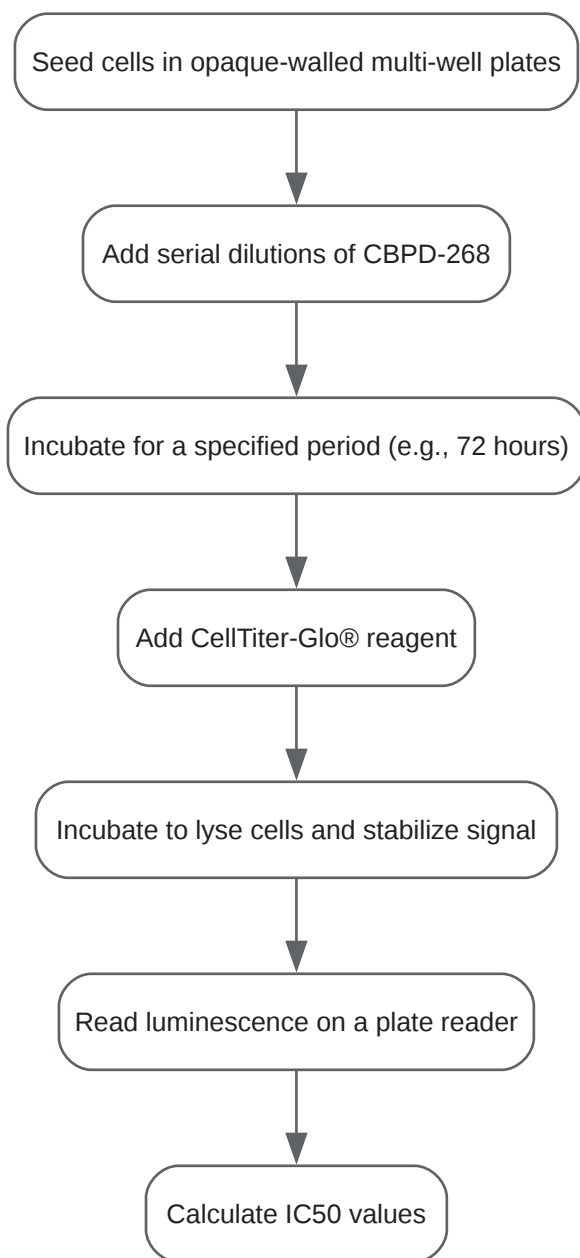 Seed cells in opaque-walled multi-well plates
Add serial dilutions of CBPD-268
Incubate for a specified period (e.g., 72 hours)
Add CellTiter-Glo® reagent
Incubate to lyse cells and stabilize signal
Read luminescence on a plate reader
Calculate IC50 values